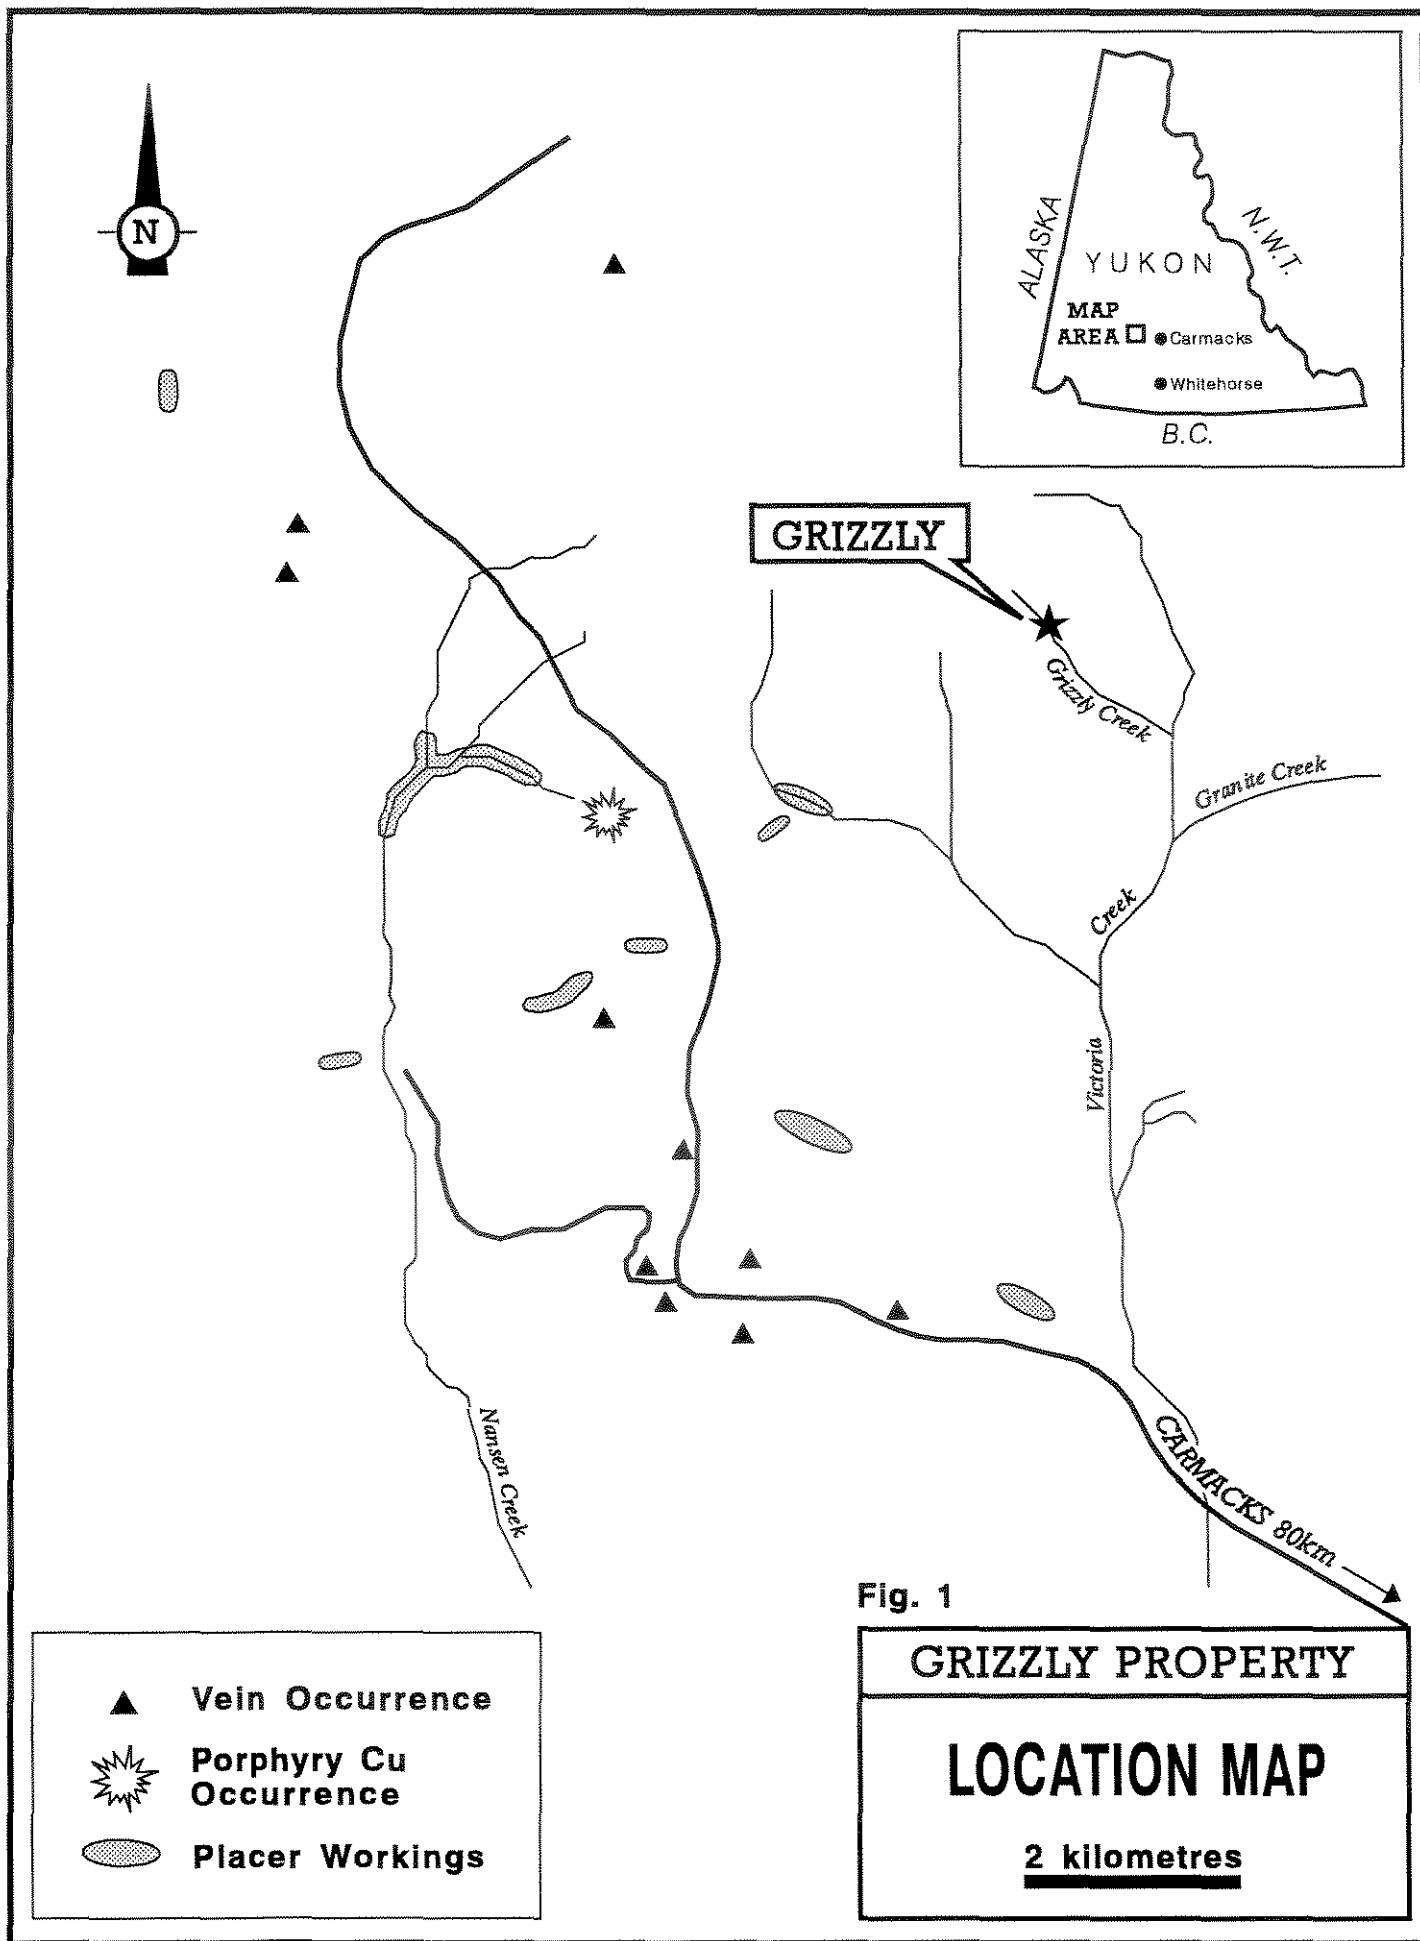 N
ALASKA
YUKON
N.W.T.
MAP
AREA
Carmacks
Whitehorse
B.C.
GRIZZLY
Grizzly Creek
Granite Creek
Creek
Victoria
Nansen Creek
CARMACKS 80km
Fig. 1
GRIZZLY PROPERTY
LOCATION MAP
2 kilometres
Vein Occurrence
Porphyry Cu
Occurrence
Placer Workings